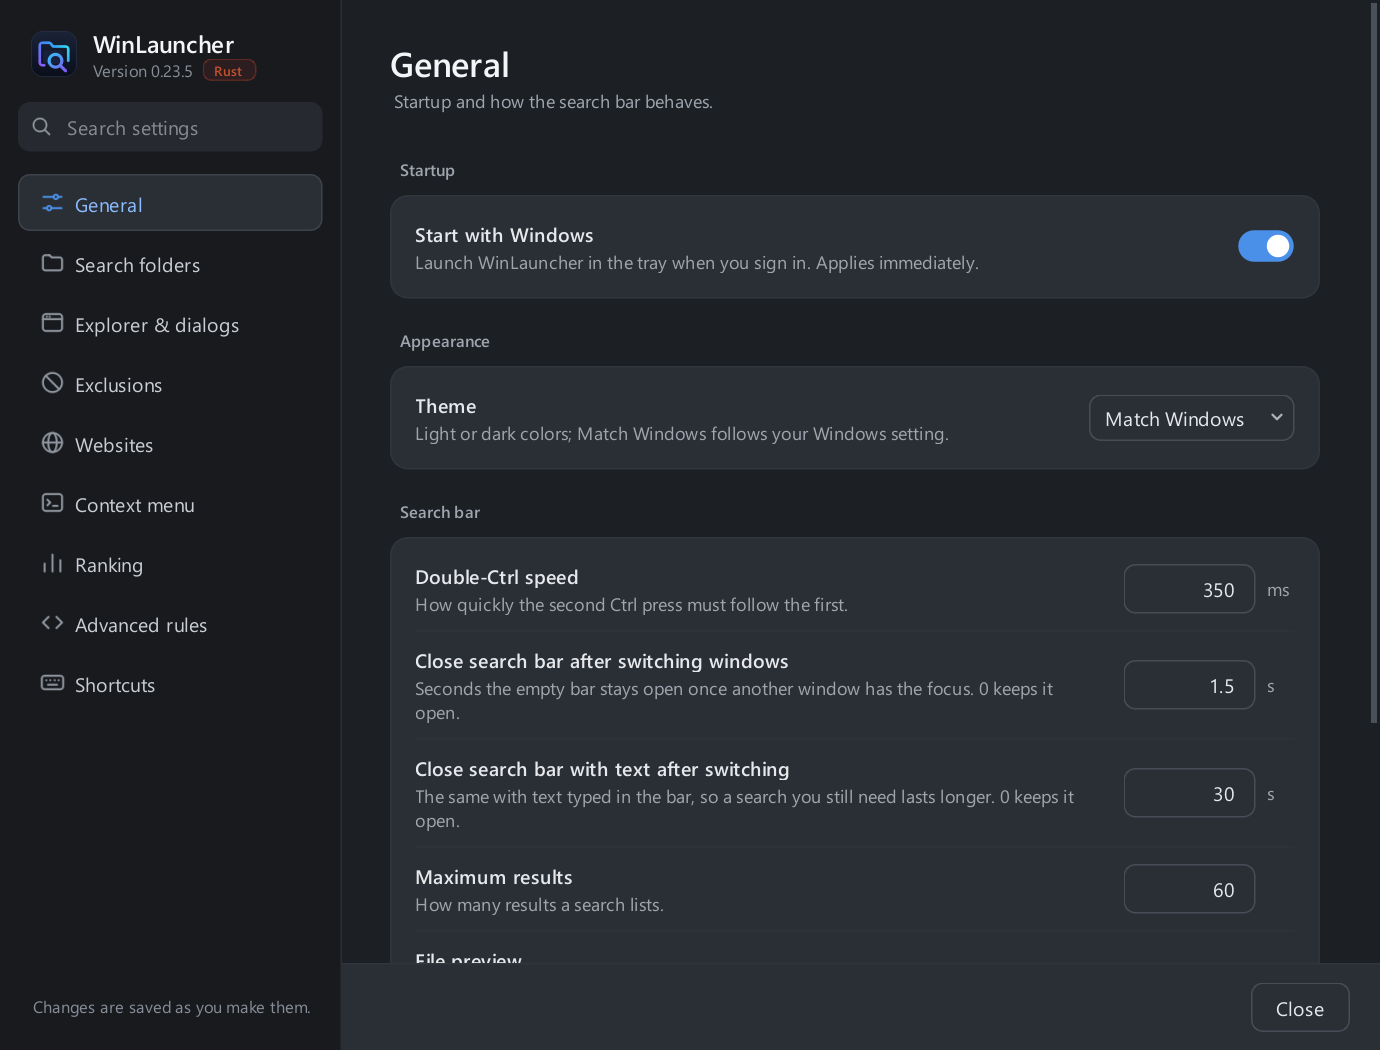 WinLauncher
Version 0.23.5 Rust
Search settings
General
Search folders
Explorer & dialogs
Exclusions
Websites
Context menu
Ranking
Advanced rules
Shortcuts
Changes are saved as you make them.
General
Startup and how the search bar behaves.
Startup
Start with Windows
Launch WinLauncher in the tray when you sign in. Applies immediately.
Appearance
Theme
Light or dark colors; Match Windows follows your Windows setting.
Match Windows
Search bar
Double-Ctrl speed
How quickly the second Ctrl press must follow the first.
350 ms
Close search bar after switching windows
Seconds the empty bar stays open once another window has the focus. 0 keeps it
open.
1.5 s
Close search bar with text after switching
The same with text typed in the bar, so a search you still need lasts longer. 0 keeps it
open.
30 s
Maximum results
How many results a search lists.
60
File preview
Close